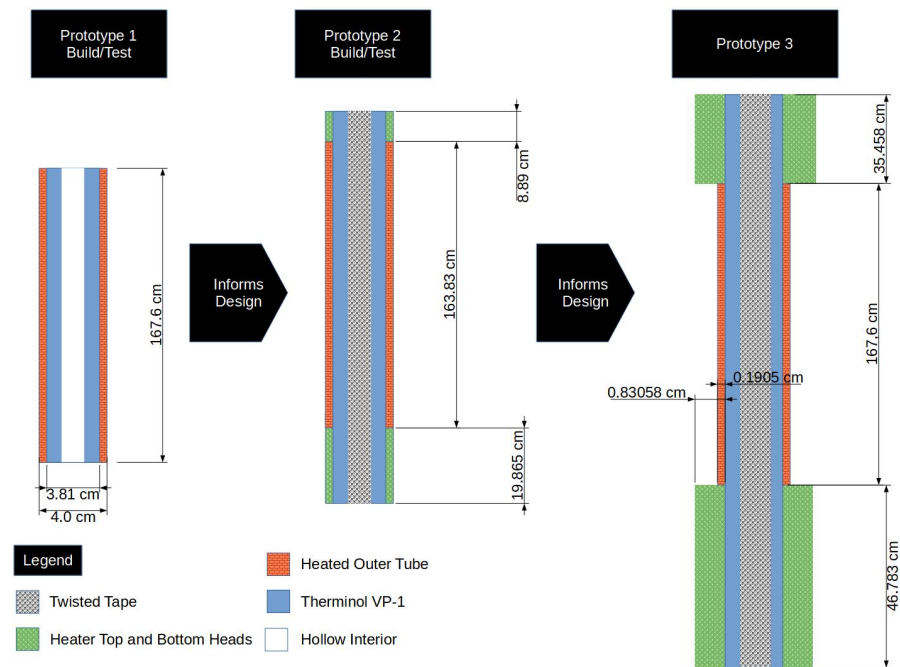 Prototype 1
Build/Test
Prototype 2
Build/Test
Prototype 3
8.89 cm
35.458 cm
167.6 cm
Informs
Design
163.83 cm
Informs
Design
167.6 cm
0.83058 cm
0.1905 cm
19.865 cm
3.81 cm
4.0 cm
46.783 cm
Legend
Heated Outer Tube
Twisted Tape
Therminol VP-1
Heater Top and Bottom Heads
Hollow Interior